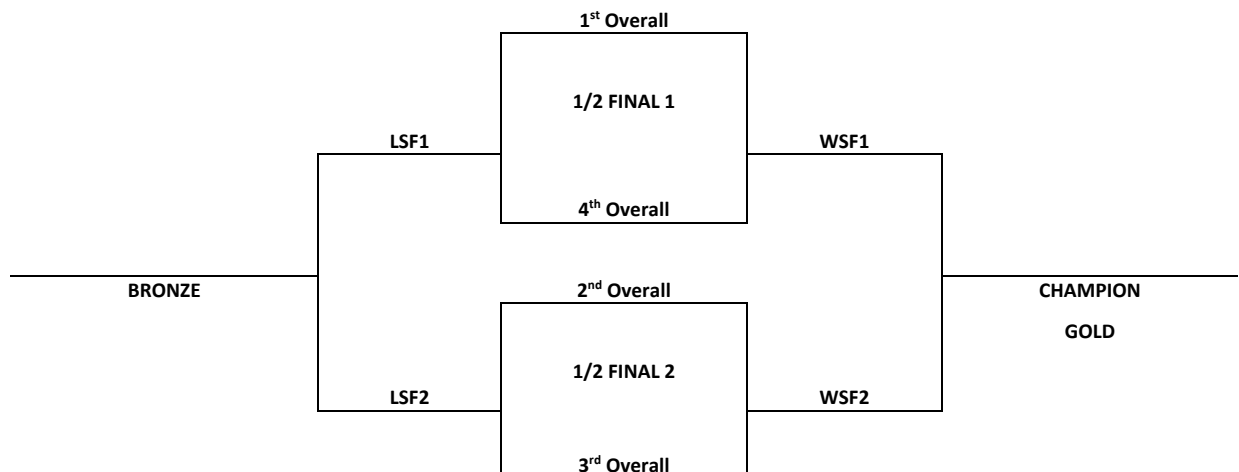 1st Overall
1/2 FINAL 1
LSF1
WSF1
4th Overall
BRONZE
2nd Overall
CHAMPION
GOLD
1/2 FINAL 2
LSF2
WSF2
3rd Overall